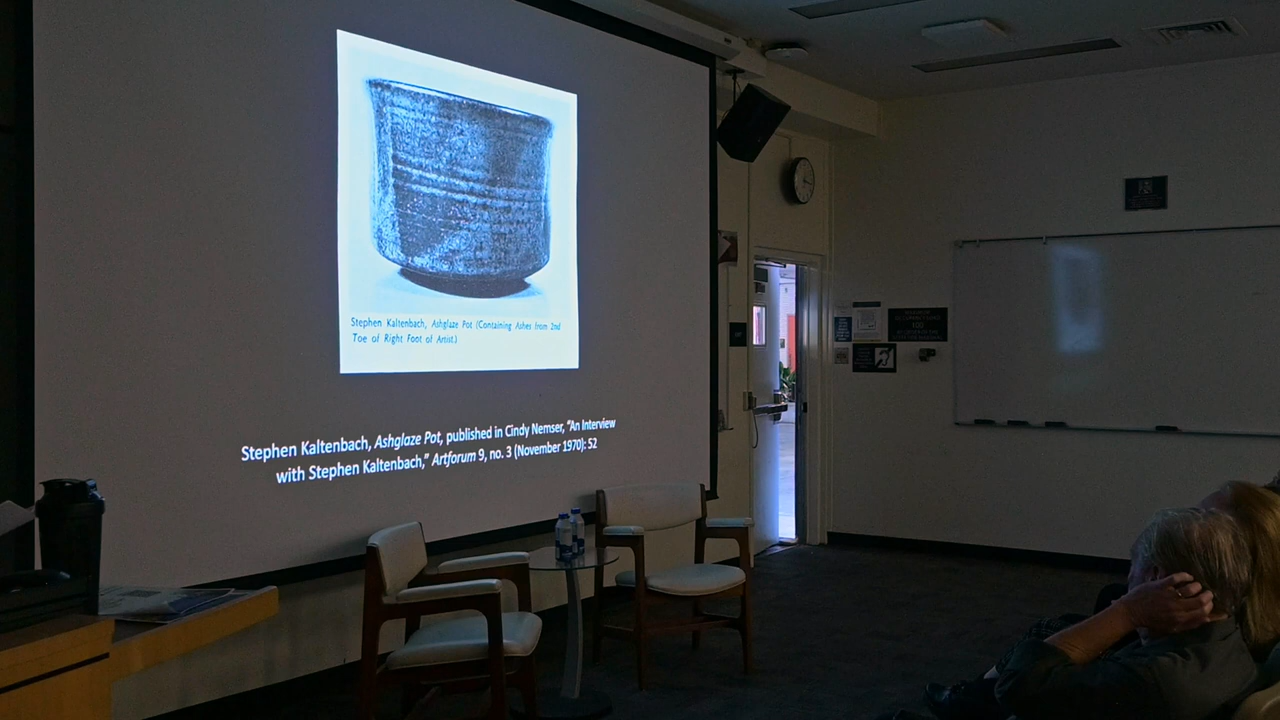 Stephen Kaltenbach, Ashglaze Pot (Containing Ashes from 2nd
Toe of Right Foot of Artist.)
Stephen Kaltenbach, Ashglaze Pot, published in Cindy Nemser, "An Interview
with Stephen Kaltenbach," Artforum 9, no. 3 (November 1970): 52